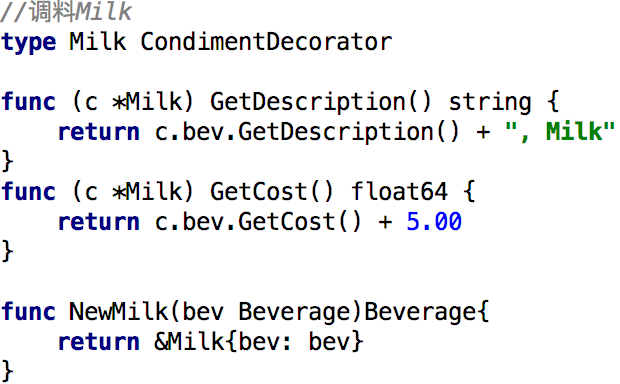 //调料Milk
type Milk CondimentDecorator
func (c *Milk) GetDescription() string {
    return c.bev.GetDescription() + ", Milk"
}
func (c *Milk) GetCost() float64 {
    return c.bev.GetCost() + 5.00
}
func NewMilk(bev Beverage)Beverage{
    return &Milk{bev: bev}
}